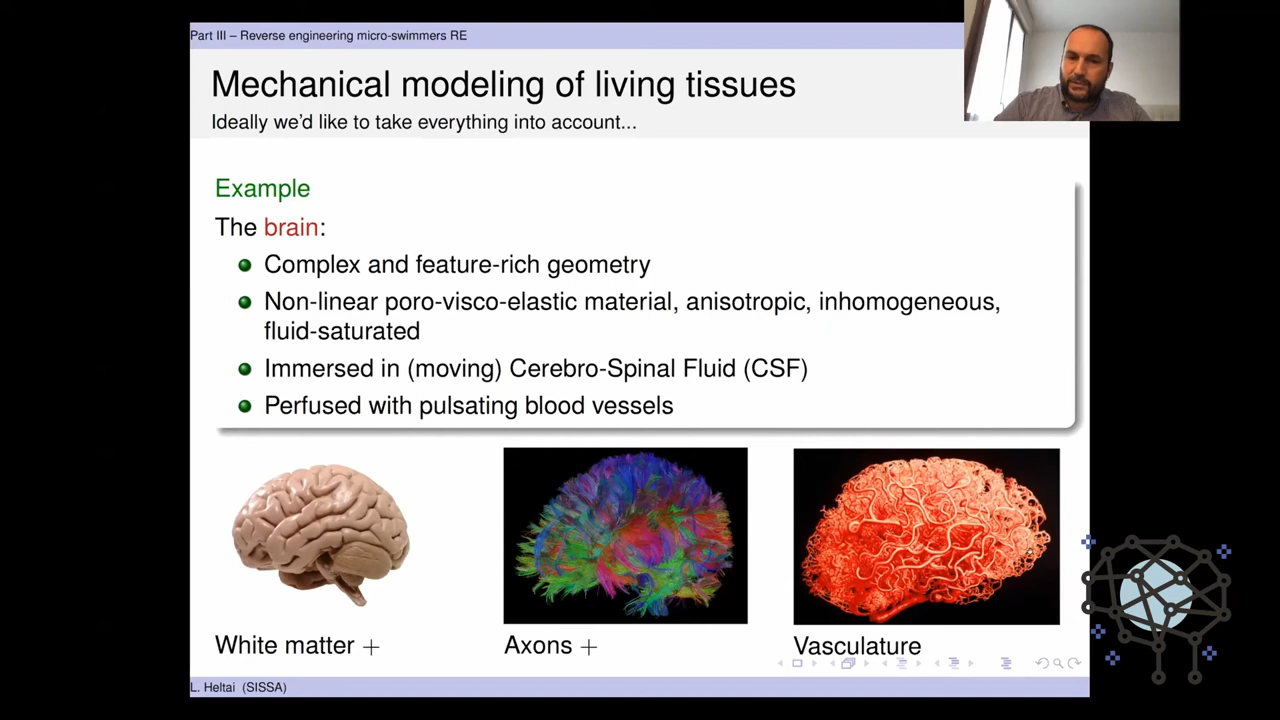 Part III – Reverse engineering micro-swimmers RE
Mechanical modeling of living tissues
Ideally we'd like to take everything into account...
Example
The brain:
Complex and feature-rich geometry
Non-linear poro-visco-elastic material, anisotropic, inhomogeneous,
fluid-saturated
Immersed in (moving) Cerebro-Spinal Fluid (CSF)
Perfused with pulsating blood vessels
White matter +
Axons +
Vasculature
L. Heltai (SISSA)